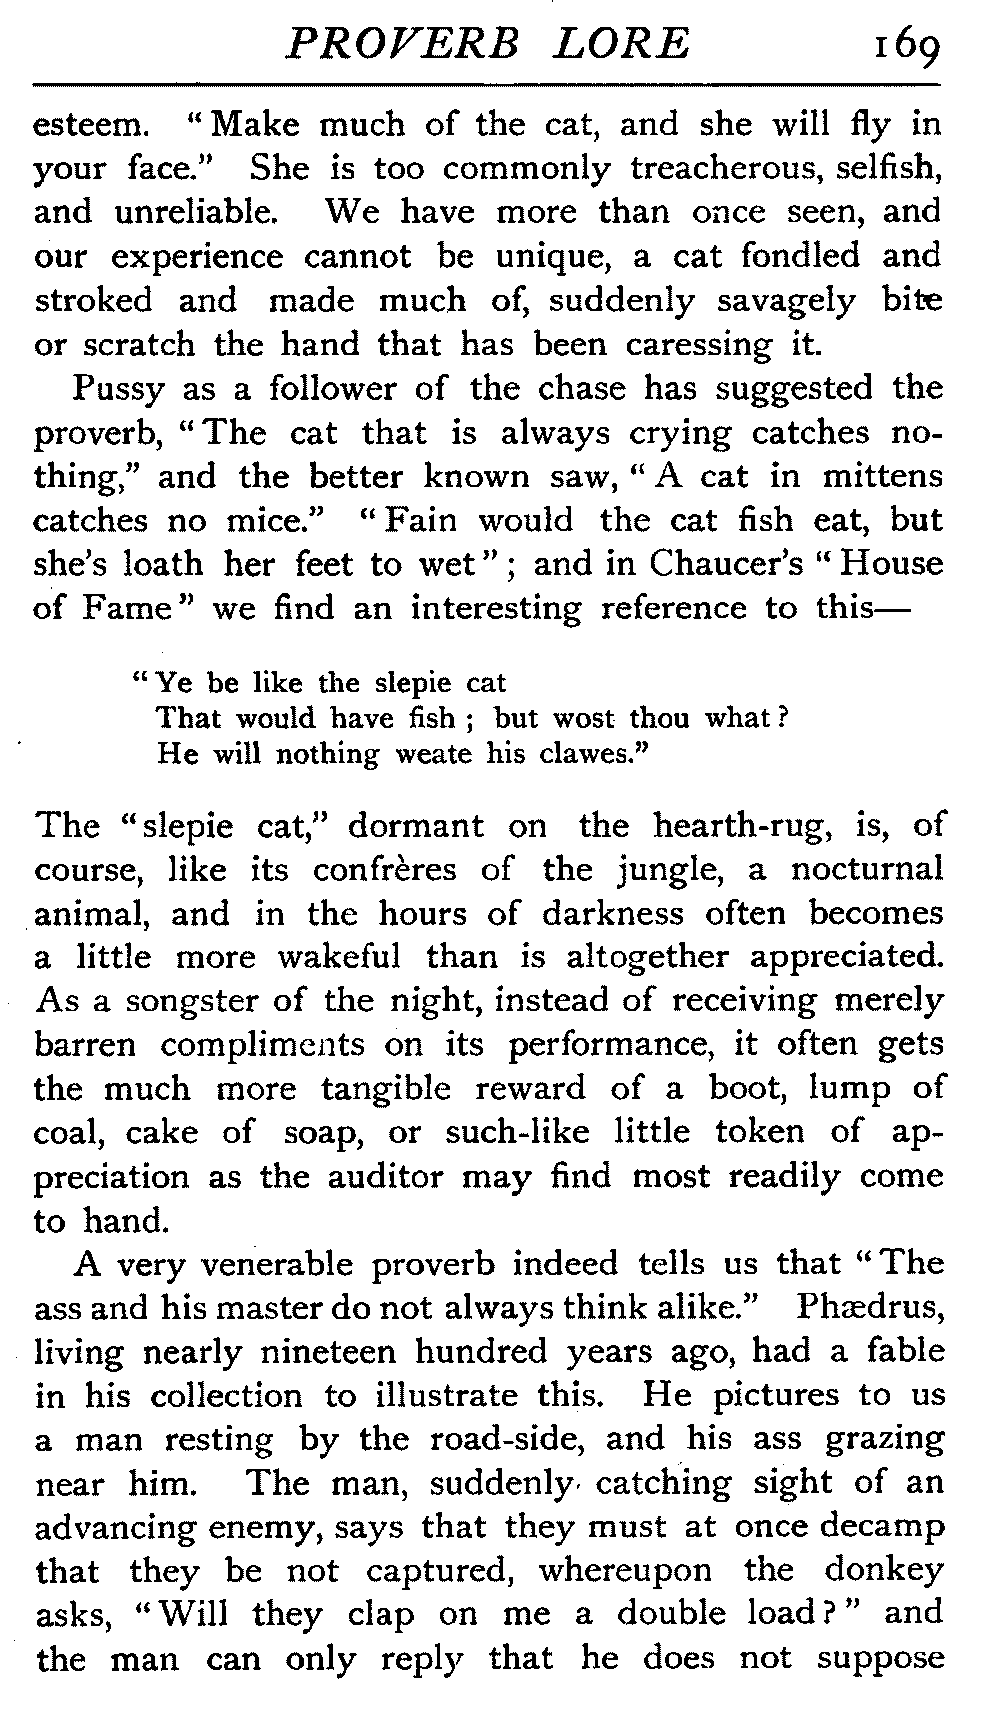 PROVERB LORE 169
esteem. “Make much of the cat, and she will fly in
your face.” She is too commonly treacherous, selfish,
and unreliable. We have more than once seen, and
our experience cannot be unique, a cat fondled and
stroked and made much of, suddenly savagely bite
or scratch the hand that has been caressing it.
Pussy as a follower of the chase has suggested the
proverb, “The cat that is always crying catches no-
thing,” and the better known saw, “A cat in mittens
catches no mice.” “Fain would the cat fish eat, but
she's loath her feet to wet”; and in Chaucer's “House
of Fame” we find an interesting reference to this—
“Ye be like the slepie cat
That would have fish; but wost thou what?
He will nothing weate his clawes.”
The “slepie cat,” dormant on the hearth-rug, is, of
course, like its confrères of the jungle, a nocturnal
animal, and in the hours of darkness often becomes
a little more wakeful than is altogether appreciated.
As a songster of the night, instead of receiving merely
barren compliments on its performance, it often gets
the much more tangible reward of a boot, lump of
coal, cake of soap, or such-like little token of ap-
preciation as the auditor may find most readily come
to hand.
A very venerable proverb indeed tells us that “The
ass and his master do not always think alike.” Phædrus,
living nearly nineteen hundred years ago, had a fable
in his collection to illustrate this. He pictures to us
a man resting by the road-side, and his ass grazing
near him. The man, suddenly catching sight of an
advancing enemy, says that they must at once decamp
that they be not captured, whereupon the donkey
asks, “Will they clap on me a double load?” and
the man can only reply that he does not suppose